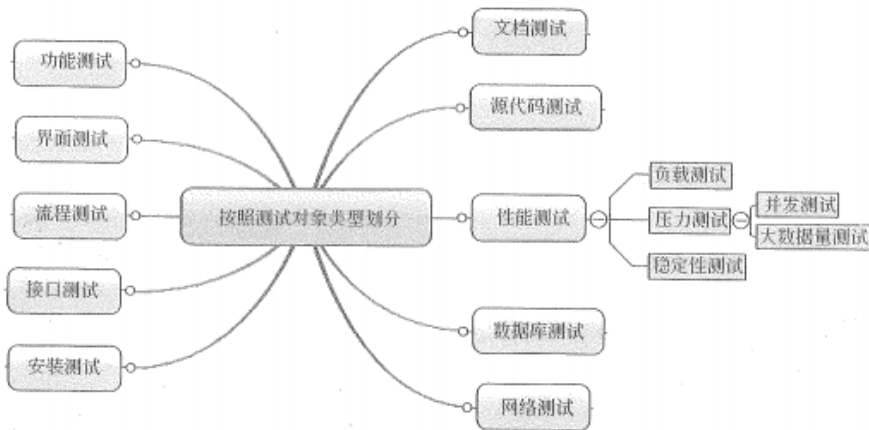 功能测试
界面测试
流程测试
接口测试
安装测试
按照测试对象类型划分
文档测试
源代码测试
性能测试
负载测试
压力测试
并发测试
大数据量测试
稳定性测试
数据库测试
网络测试